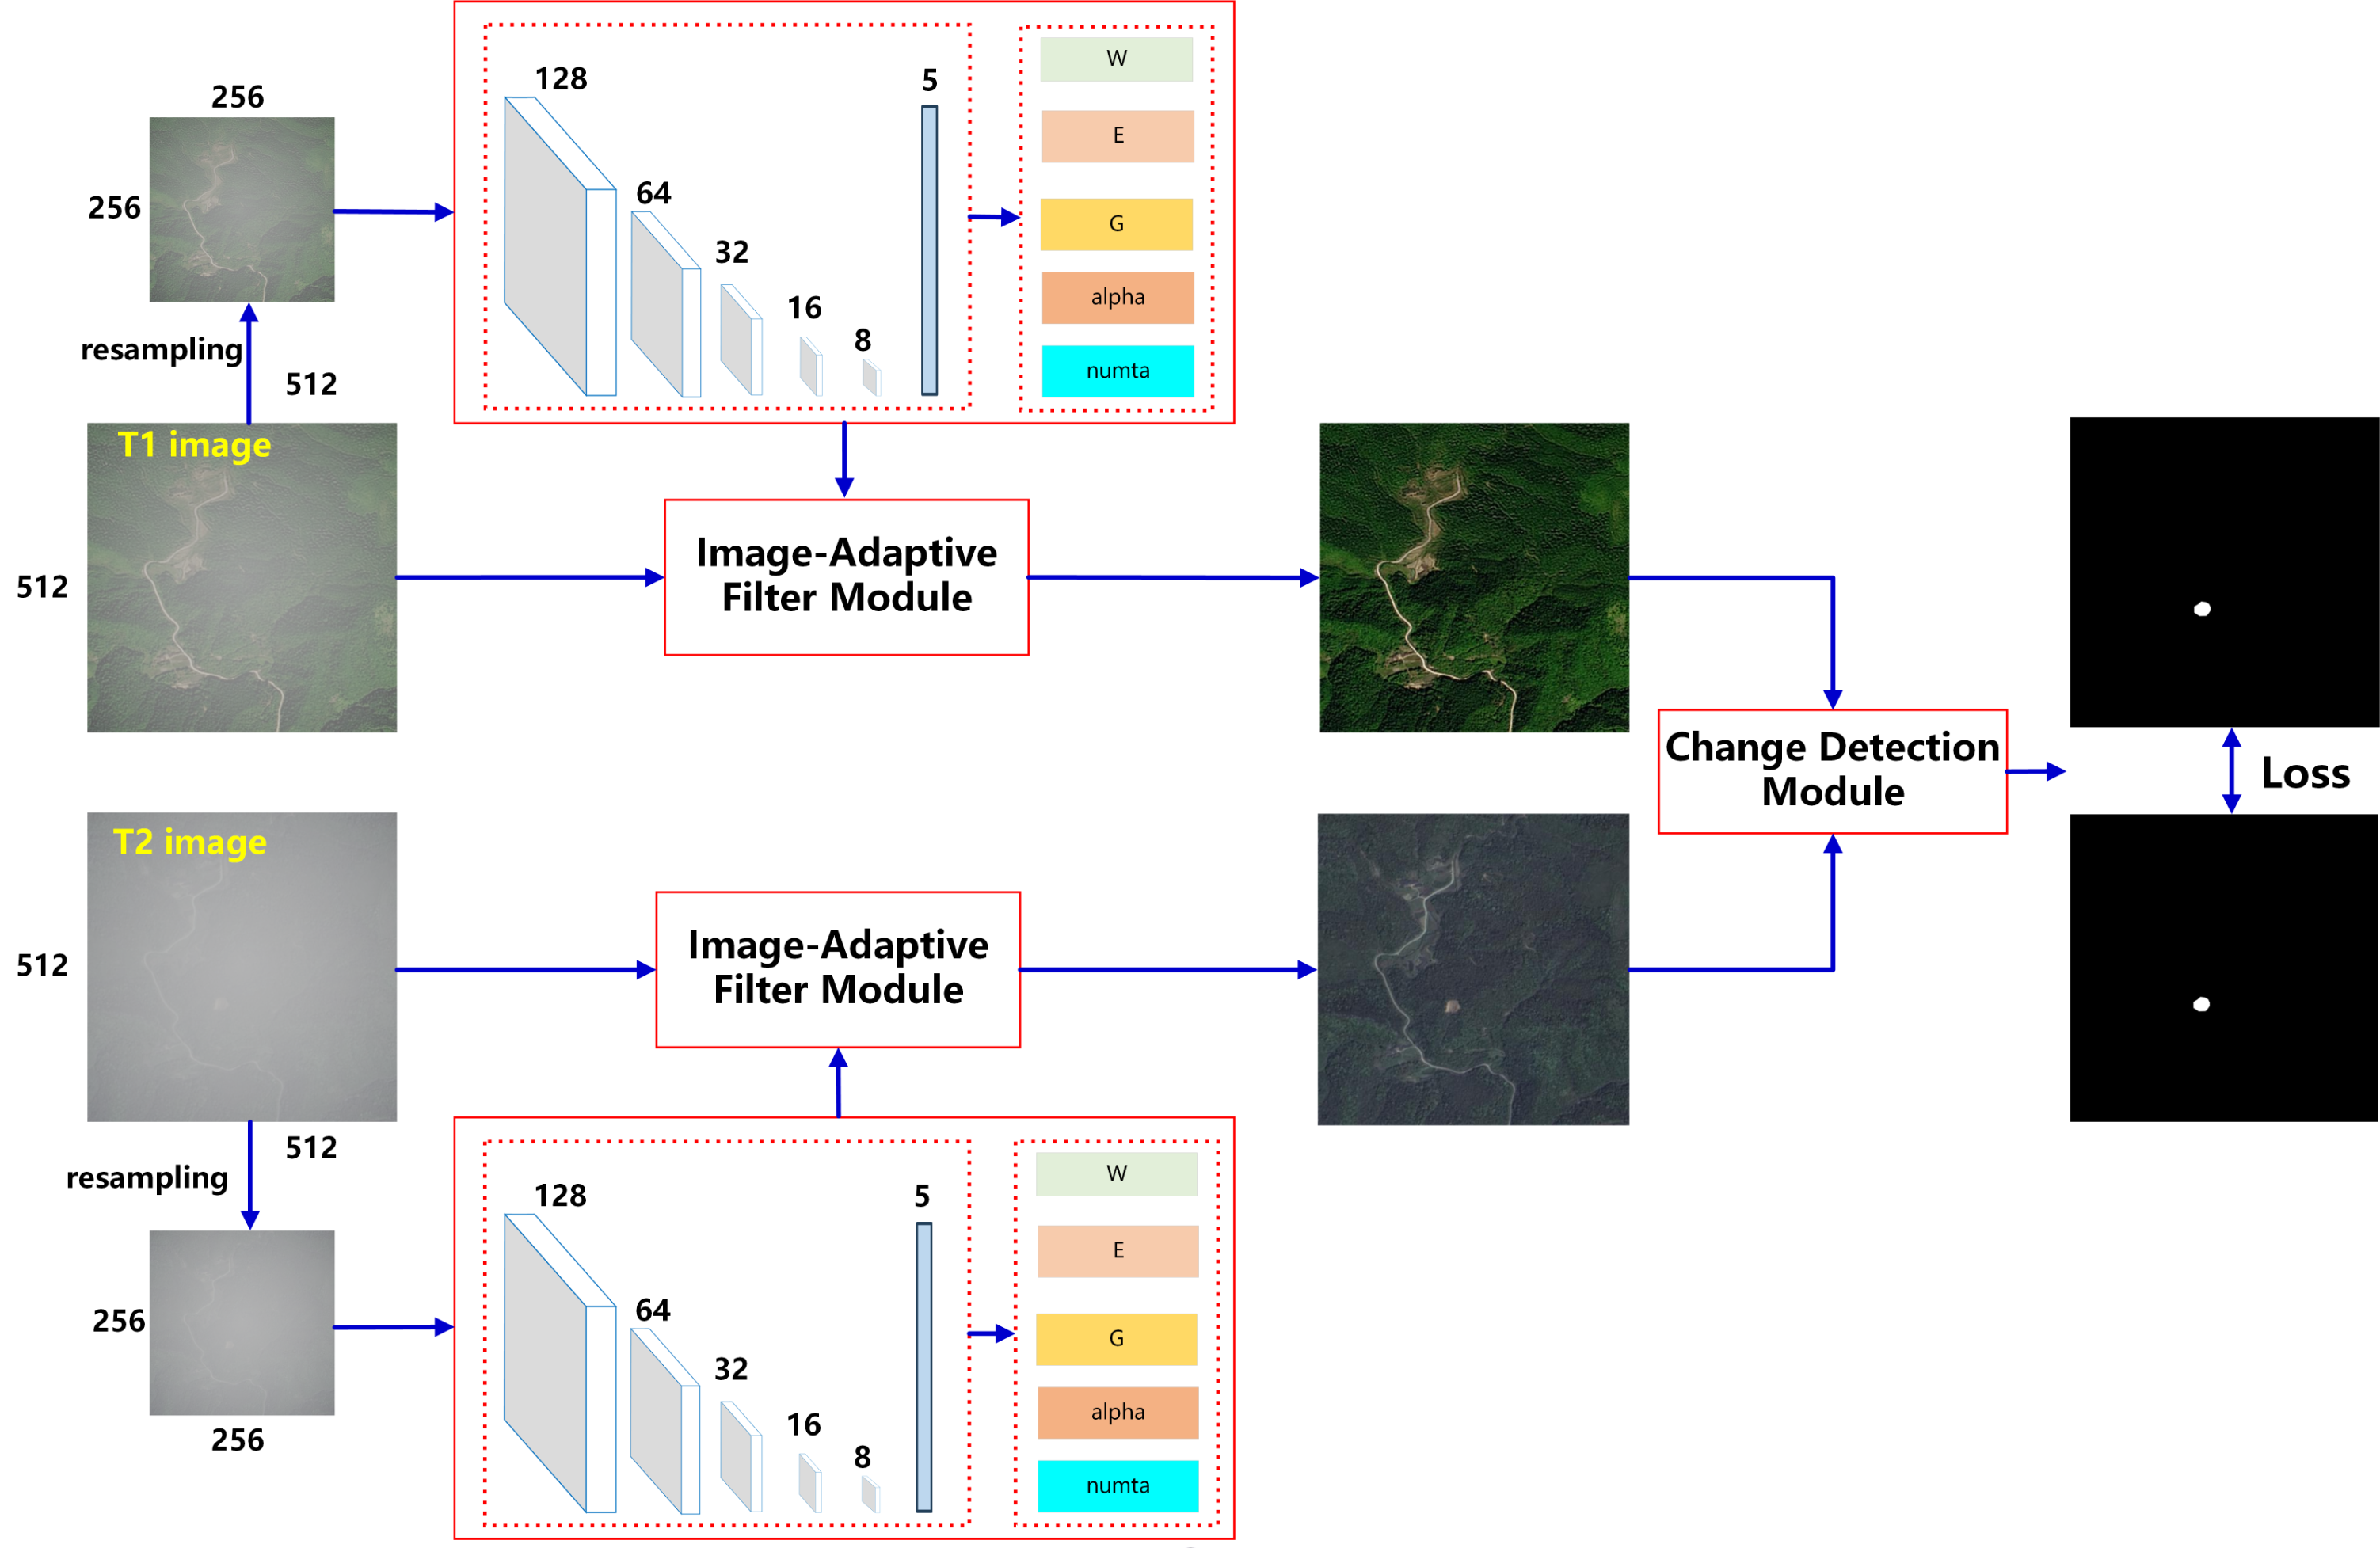 256
256
resampling
512
T1 image
512
128
64
32
16
8
5
W
E
G
alpha
numta
Image-Adaptive
Filter Module
Change Detection
Module
Loss
T2 image
512
512
resampling
256
256
Image-Adaptive
Filter Module
128
64
32
16
8
5
W
E
G
alpha
numta